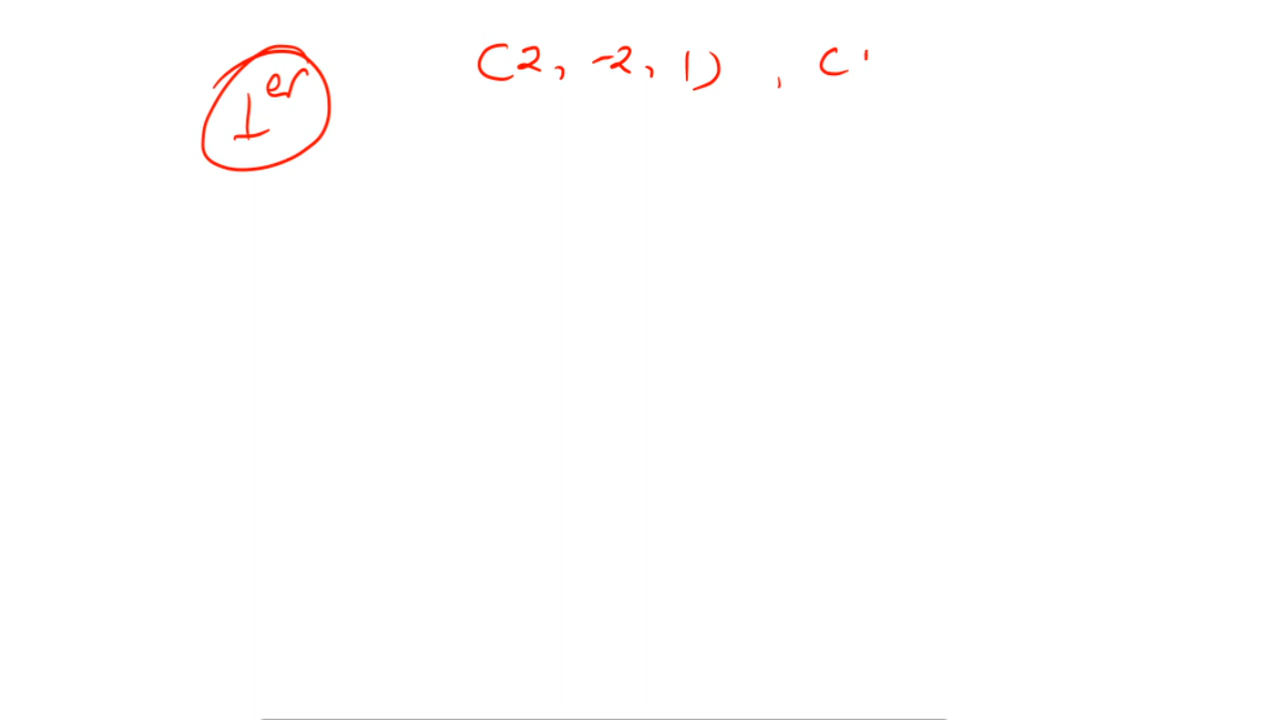 1er (2, -2, 1) , (